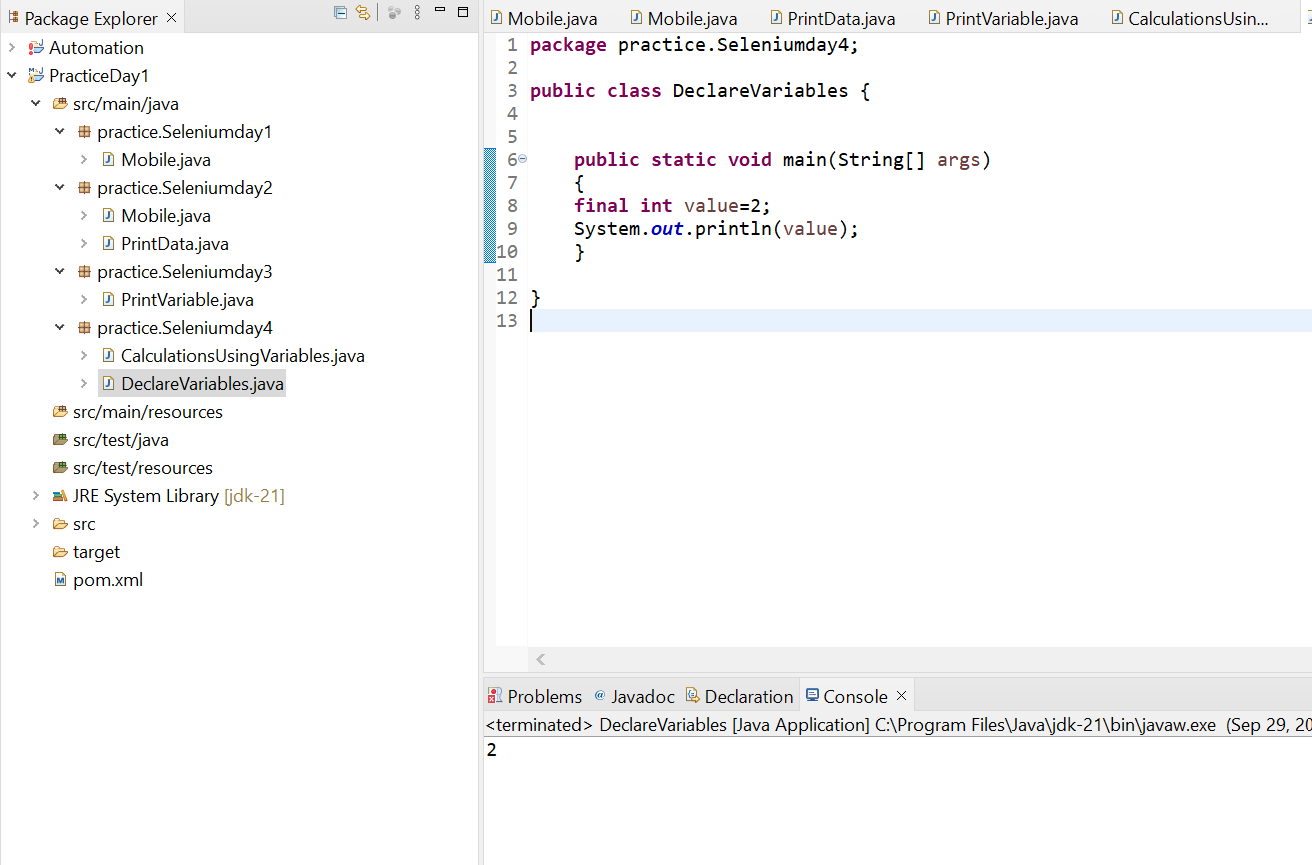 Package Explorer
Automation
PracticeDay1
src/main/java
practice.Seleniumday1
Mobile.java
practice.Seleniumday2
Mobile.java
PrintData.java
practice.Seleniumday3
PrintVariable.java
practice.Seleniumday4
CalculationsUsingVariables.java
DeclareVariables.java
src/main/resources
src/test/java
src/test/resources
JRE System Library [jdk-21]
src
target
pom.xml
Mobile.java Mobile.java PrintData.java PrintVariable.java CalculationsUsin...
1 package practice.Seleniumday4;
2
3 public class DeclareVariables {
4
5
6 public static void main(String[] args)
7 {
8 final int value=2;
9 System.out.println(value);
10 }
11
12 }
13
Problems @ Javadoc Declaration Console
<terminated> DeclareVariables [Java Application] C:\Program Files\Java\jdk-21\bin\javaw.exe (Sep 29, 20
2